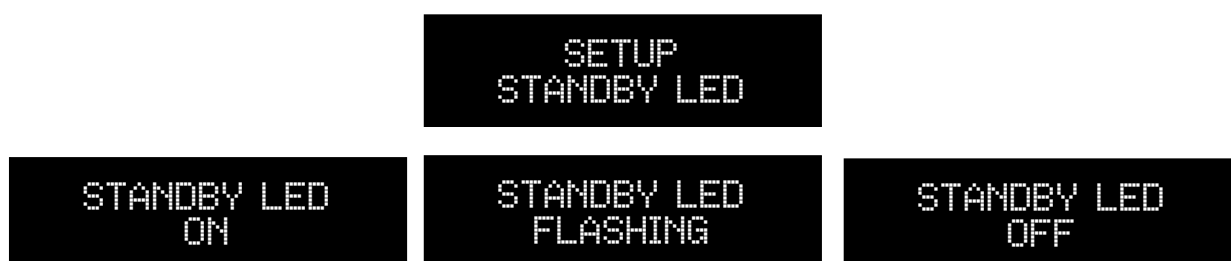 SETUP
STANDBY LED
STANDBY LED
ON
STANDBY LED
FLASHING
STANDBY LED
OFF